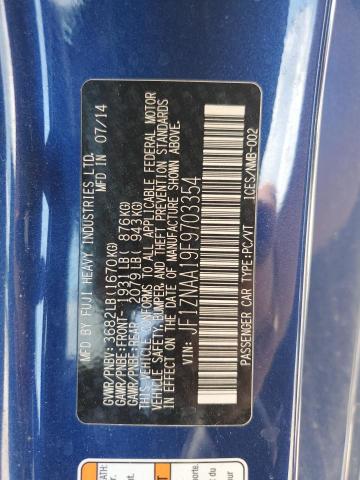 MFD BY FUJI HEAVY INDUSTRIES LTD.
MFD IN 07/14
GVWR/PNBV:3682LB(1670KG)
GAWR/PNBE:FRONT-1931LB( 876KG)
GAWR/PNBE:REAR- 2079LB( 943KG)
THIS VEHICLE CONFORMS TO ALL APPLICABLE FEDERAL MOTOR
VEHICLE SAFETY,BUMPER,AND THEFT PREVENTION STANDARDS
IN EFFECT ON THE DATE OF MANUFACTURE SHOWN ABOVE.
VIN: JF1ZNAA19F9703354
PASSENGER CAR TYPE:PC/VT
ICES/NMB-002